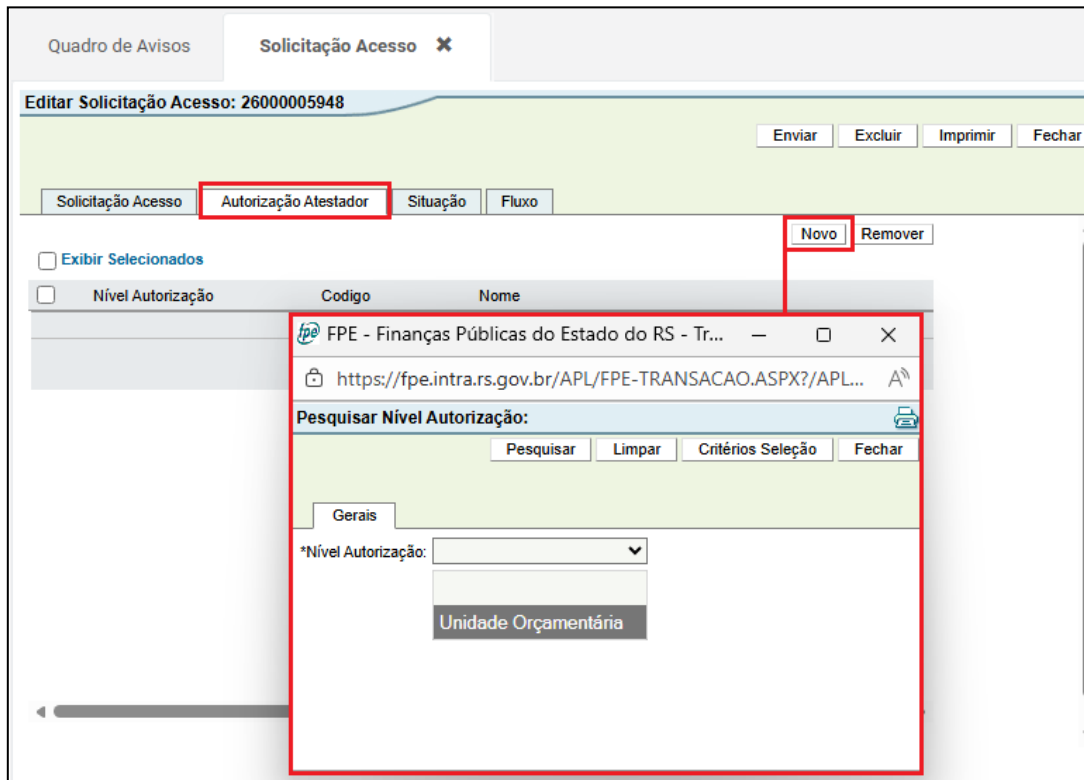 Quadro de Avisos
Solicitação Acesso ✖
Editar Solicitação Acesso: 26000005948
Enviar Excluir Imprimir Fechar
Solicitação Acesso Autorização Atestador Situação Fluxo
Novo Remover
Exibir Selecionados
Nível Autorização Codigo Nome
fpe FPE - Finanças Públicas do Estado do RS - Tr...
https://fpe.intra.rs.gov.br/APL/FPE-TRANSACAO.ASPX?/APL...
Pesquisar Nível Autorização:
Pesquisar Limpar Critérios Seleção Fechar
Gerais
*Nível Autorização:
Unidade Orçamentária